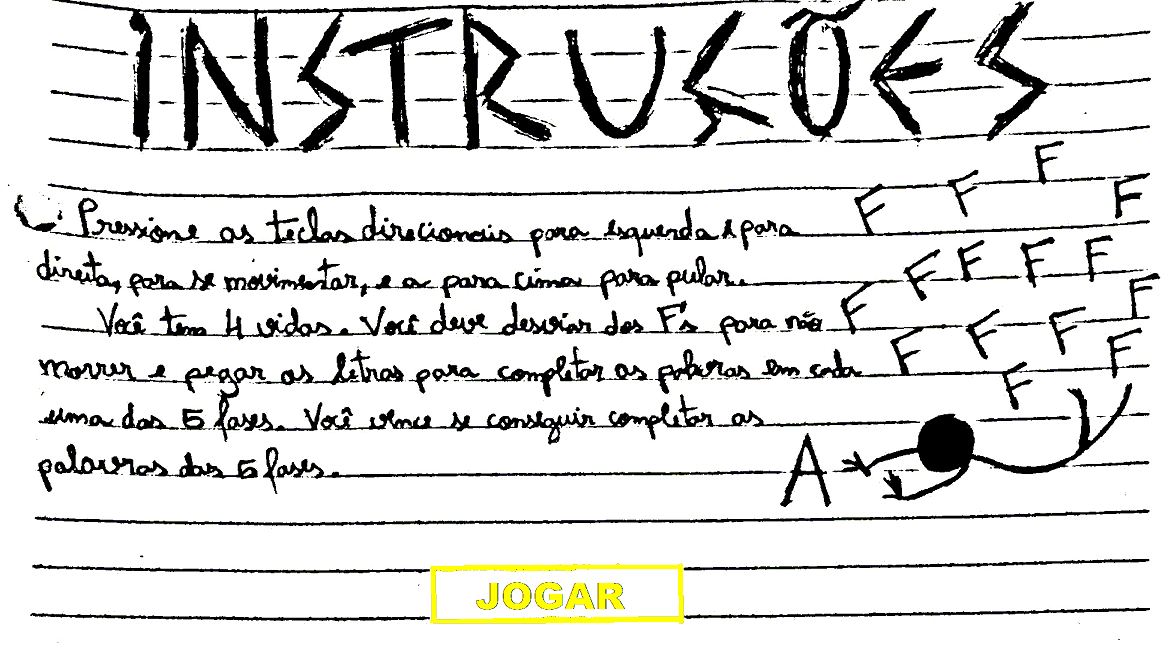 INSTRUÇÕES
Pressione as teclas direcionais para esquerda e para
direita, para se movimentar, e a para cima para pular.
Você tem 4 vidas. Você deve desviar dos F's para não
morrer e pegar as letras para completar as palavras em cada
uma das 5 fases. Você vence se conseguir completar as
palavras das 5 fases.
F F F F
F F F F F
F F F F F
F
A
JOGAR